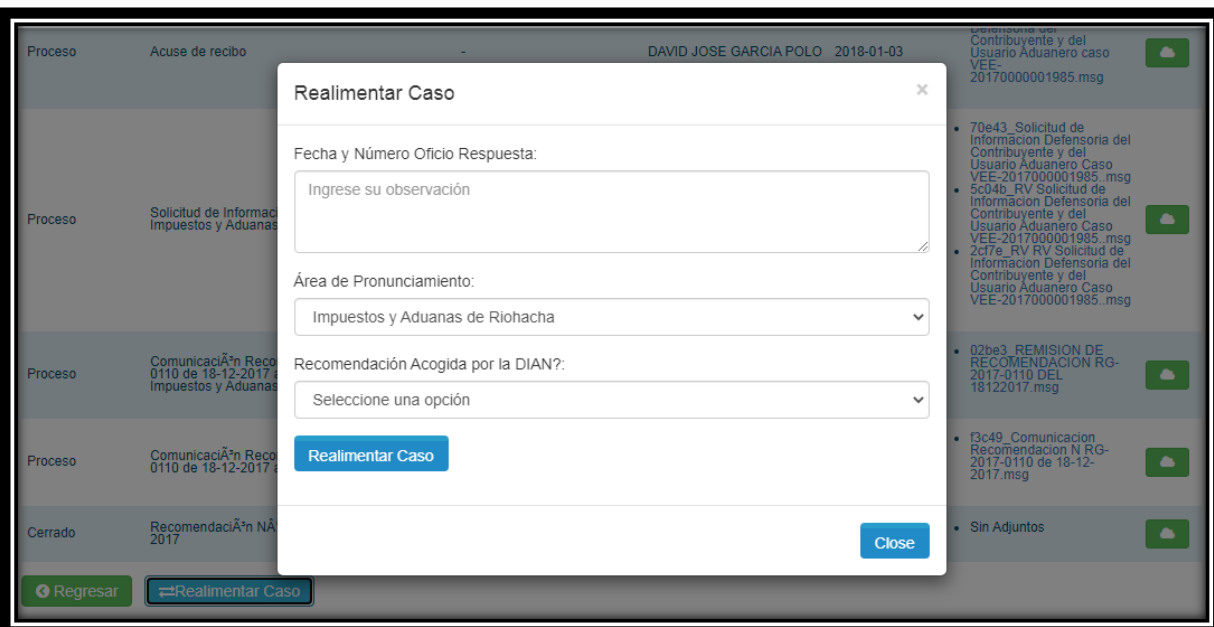 Defensoria del
Proceso Acuse de recibo - DAVID JOSE GARCIA POLO 2018-01-03
Contribuyente y del
Usuario Aduanero caso
VEE-
20170000001985.msg
Realimentar Caso ×
Fecha y Número Oficio Respuesta:
Ingrese su observación
Área de Pronunciamiento:
Impuestos y Aduanas de Riohacha
Recomendación Acogida por la DIAN?:
Seleccione una opción
Realimentar Caso
Close
Proceso
Solicitud de Informaci
Impuestos y Aduanas
70e43_Solicitud de
Informacion Defensoria del
Contribuyente y del
Usuario Aduanero Caso
VEE-2017000001985..msg
5c04b_RV Solicitud de
Informacion Defensoria del
Contribuyente y del
Usuario Aduanero Caso
VEE-2017000001985..msg
2cf7e_RV RV Solicitud de
Informacion Defensoria del
Contribuyente y del
Usuario Aduanero Caso
VEE-2017000001985..msg
Proceso
ComunicaciÃ³n Reco
0110 de 18-12-2017 a
Impuestos y Aduanas
02be3_REMISION DE
RECOMENDACION RG-
2017-0110 DEL
18122017.msg
Proceso
ComunicaciÃ³n Reco
0110 de 18-12-2017 a
f3c49_Comunicacion
Recomendacion N RG-
2017-0110 de 18-12-
2017.msg
Cerrado
RecomendaciÃ³n NÂ
2017
Sin Adjuntos
Regresar
Realimentar Caso